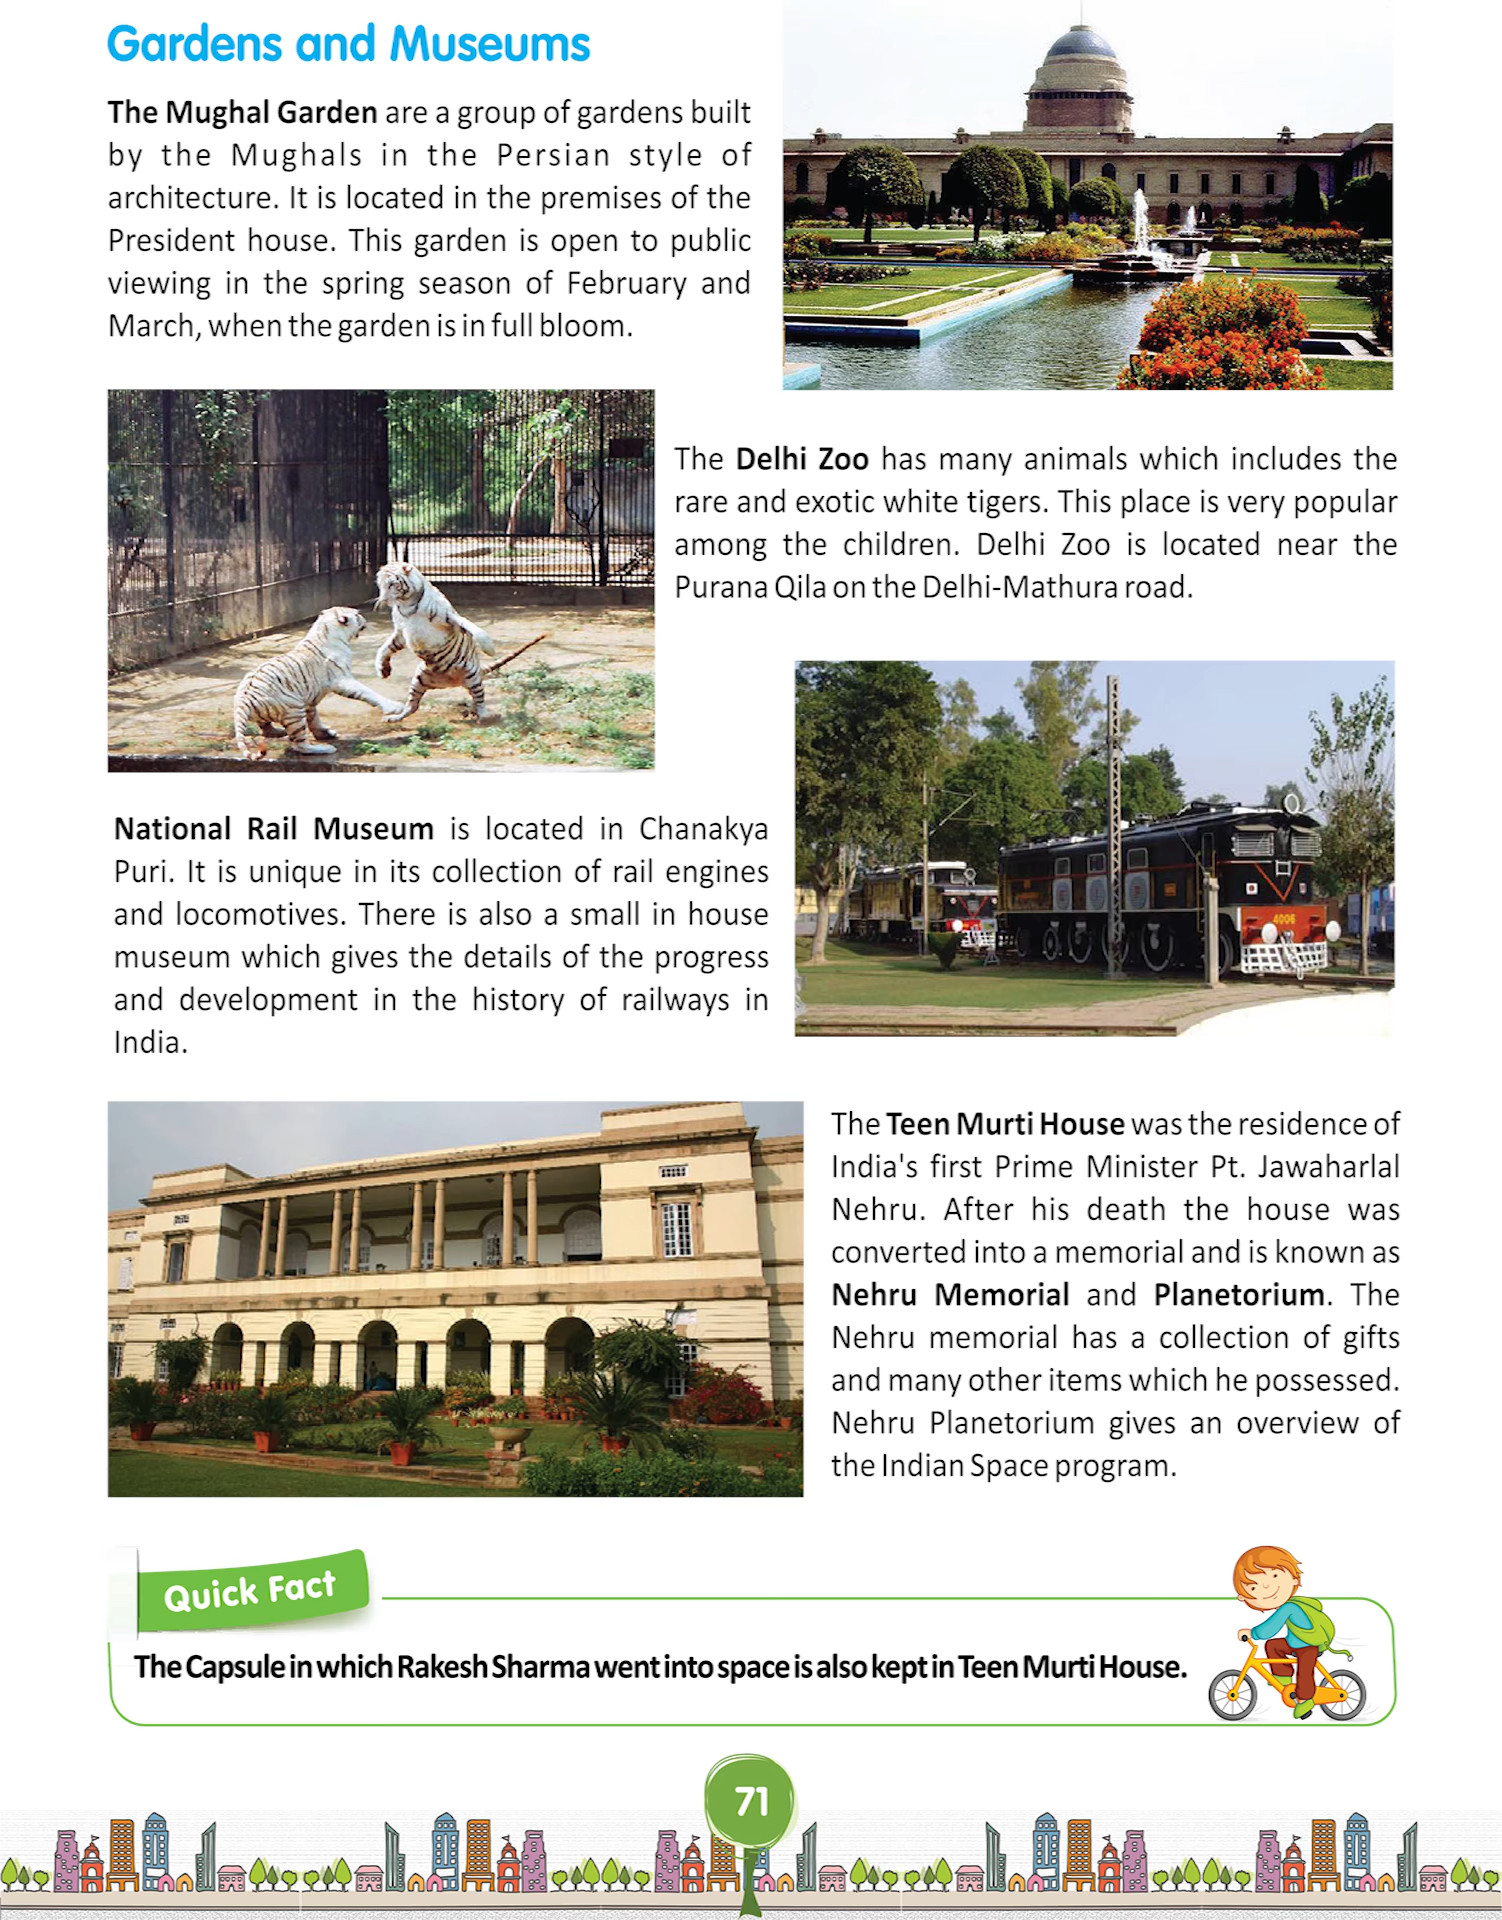 Gardens and Museums
The Mughal Garden are a group of gardens built
by the Mughals in the Persian style of
architecture. It is located in the premises of the
President house. This garden is open to public
viewing in the spring season of February and
March, when the garden is in full bloom.
The Delhi Zoo has many animals which includes the
rare and exotic white tigers. This place is very popular
among the children. Delhi Zoo is located near the
Purana Qila on the Delhi-Mathura road.
4006
National Rail Museum is located in Chanakya
Puri. It is unique in its collection of rail engines
and locomotives. There is also a small in house
museum which gives the details of the progress
and development in the history of railways in
India.
The Teen Murti House was the residence of
India's first Prime Minister Pt. Jawaharlal
Nehru. After his death the house was
converted into a memorial and is known as
Nehru Memorial and Planetorium. The
Nehru memorial has a collection of gifts
and many other items which he possessed.
Nehru Planetorium gives an overview of
the Indian Space program.
Quick Fact
The Capsule in which Rakesh Sharma went into space is also kept in Teen Murti House.
71